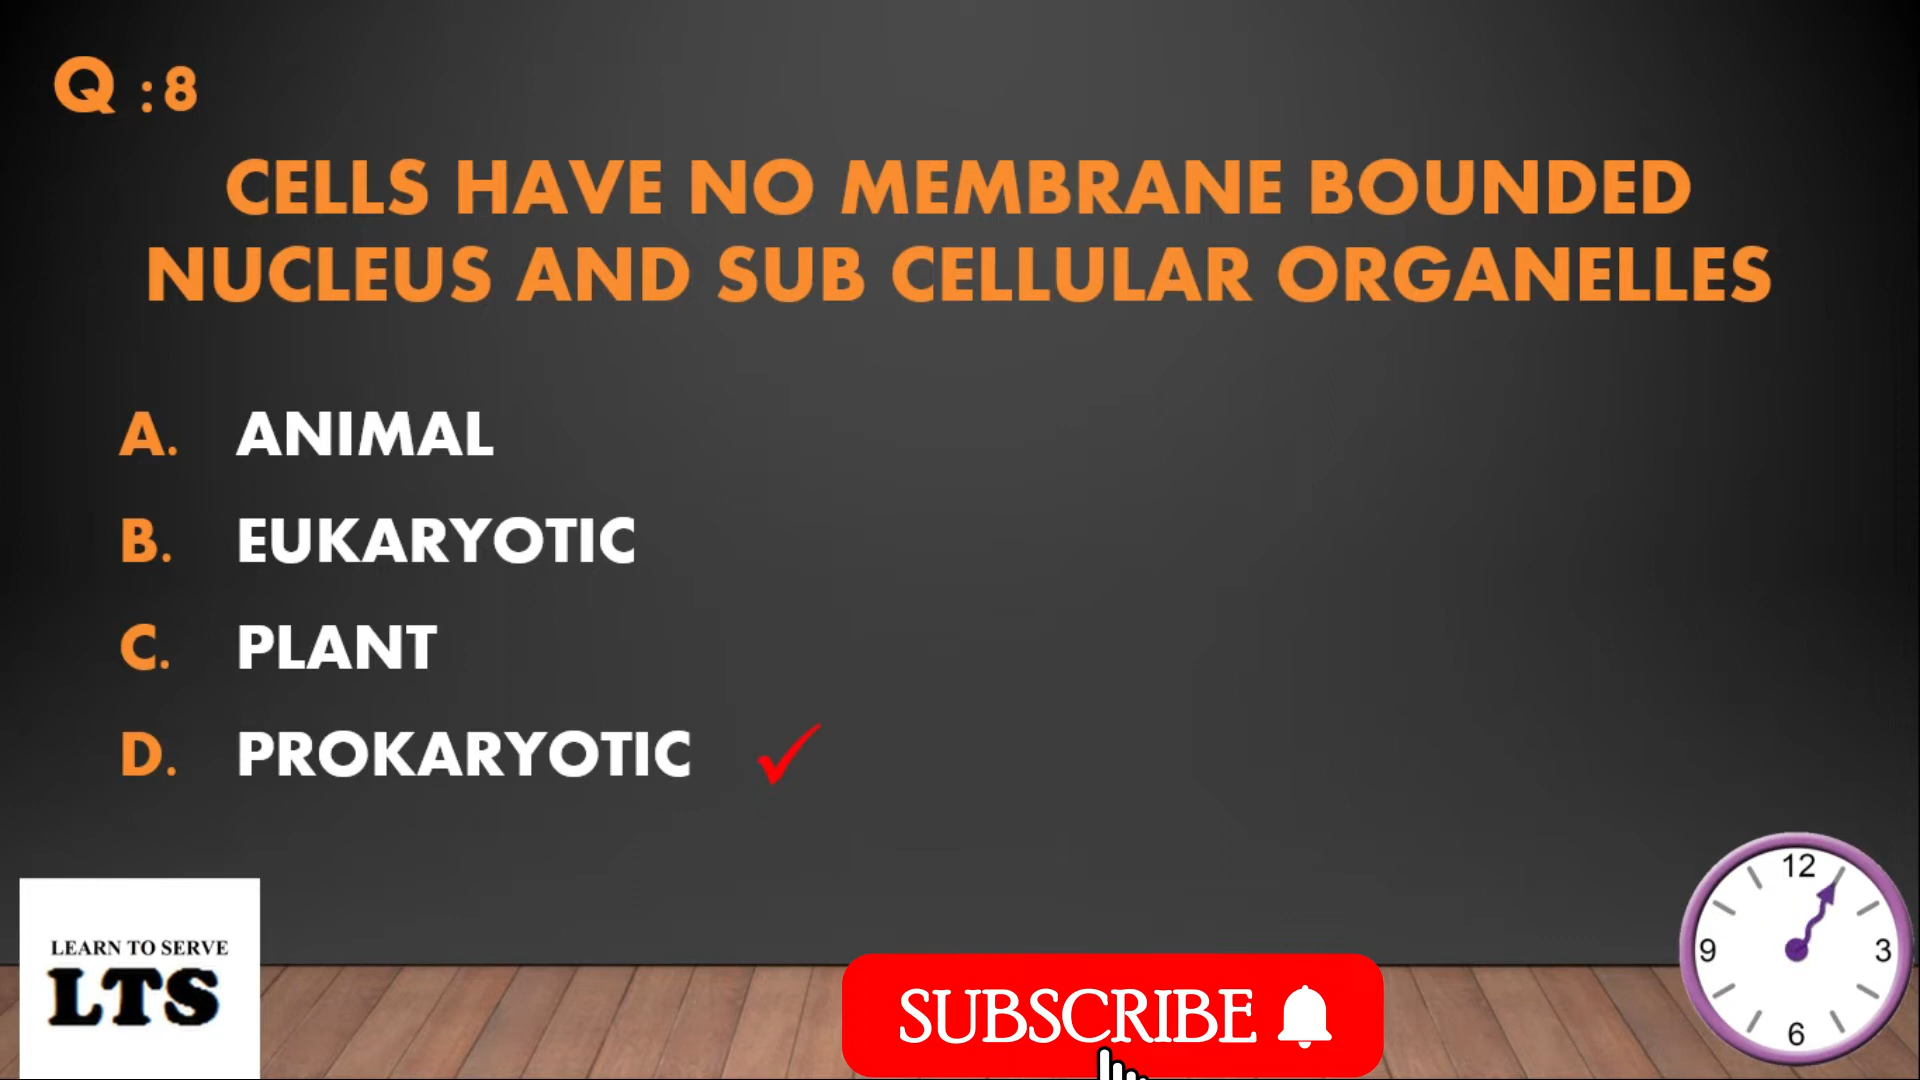 Q :8
CELLS HAVE NO MEMBRANE BOUNDED
NUCLEUS AND SUB CELLULAR ORGANELLES
A. ANIMAL
B. EUKARYOTIC
C. PLANT
D. PROKARYOTIC
LEARN TO SERVE
LTS
SUBSCRIBE
12
9
3
6